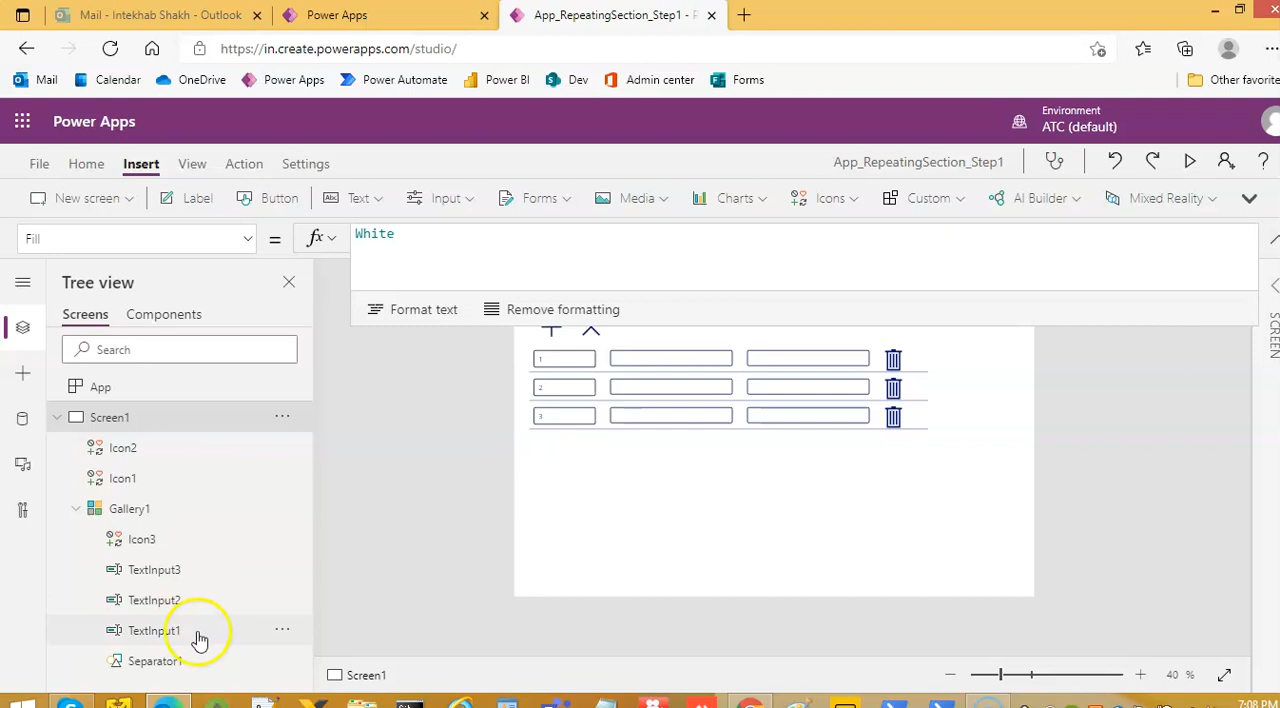 Mail - Intekhab Shakh - Outlook
Power Apps
App_RepeatingSection_Step1 - P
https://in.create.powerapps.com/studio/
Mail
Calendar
OneDrive
Power Apps
Power Automate
Power BI
Dev
Admin center
Forms
Other favorite
Power Apps
Environment
ATC (default)
File
Home
Insert
View
Action
Settings
App_RepeatingSection_Step1
New screen
Label
Button
Text
Input
Forms
Media
Charts
Icons
Custom
AI Builder
Mixed Reality
Fill
=
fx
White
Format text
Remove formatting
Tree view
Screens
Components
Search
App
Screen1
Icon2
Icon1
Gallery1
Icon3
TextInput3
TextInput2
TextInput1
Separator1
1
2
3
SCREEN
Screen1
40 %
7:08 PM